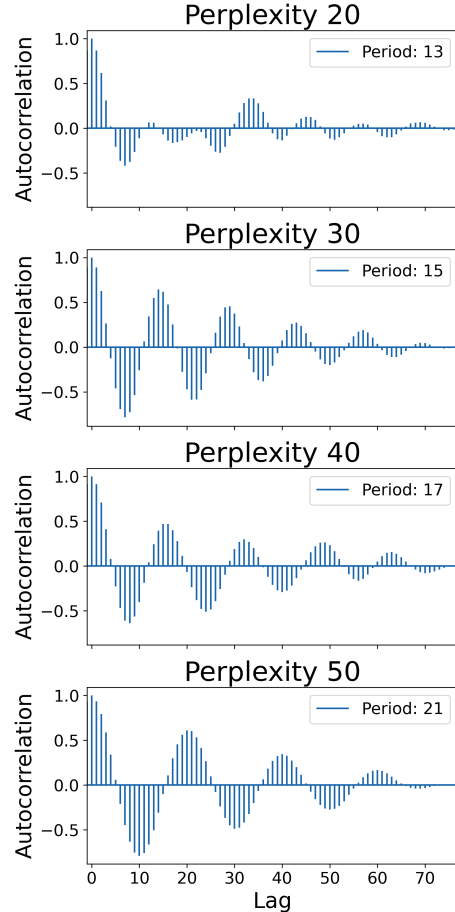 Perplexity 20
Autocorrelation
1.0
0.5
0.0
−0.5
Period: 13
Perplexity 30
Autocorrelation
1.0
0.5
0.0
−0.5
Period: 15
Perplexity 40
Autocorrelation
1.0
0.5
0.0
−0.5
Period: 17
Perplexity 50
Autocorrelation
1.0
0.5
0.0
−0.5
Period: 21
0 10 20 30 40 50 60 70
Lag